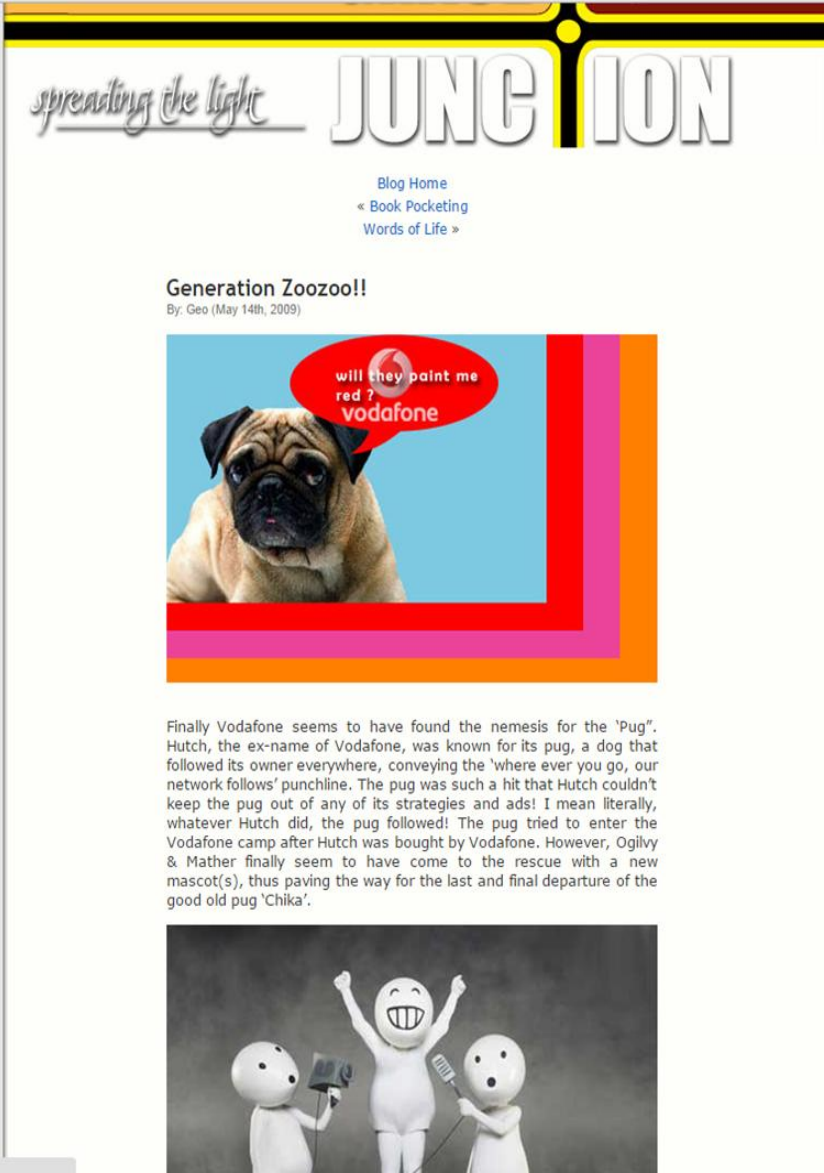 spreading the light
JUNCTION
Blog Home
« Book Pocketing
Words of Life »
Generation Zoozoo!!
By: Geo (May 14th, 2009)
will they paint me
red ?
vodafone
Finally Vodafone seems to have found the nemesis for the ‘Pug”.
Hutch, the ex-name of Vodafone, was known for its pug, a dog that
followed its owner everywhere, conveying the ‘where ever you go, our
network follows’ punchline. The pug was such a hit that Hutch couldn’t
keep the pug out of any of its strategies and ads! I mean literally,
whatever Hutch did, the pug followed! The pug tried to enter the
Vodafone camp after Hutch was bought by Vodafone. However, Ogilvy
& Mather finally seem to have come to the rescue with a new
mascot(s), thus paving the way for the last and final departure of the
good old pug ‘Chika’.